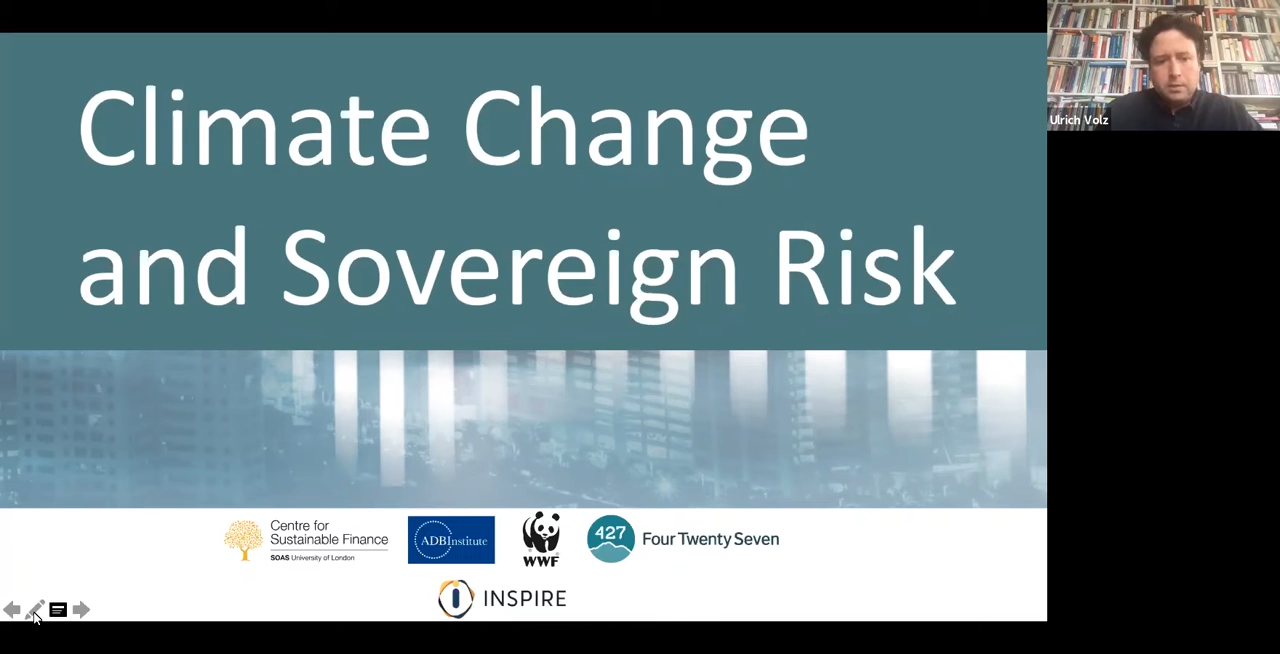 Climate Change
and Sovereign Risk
Ulrich Volz
Centre for
Sustainable Finance
SOAS University of London
ADBInstitute
WWF
427
Four Twenty Seven
INSPIRE